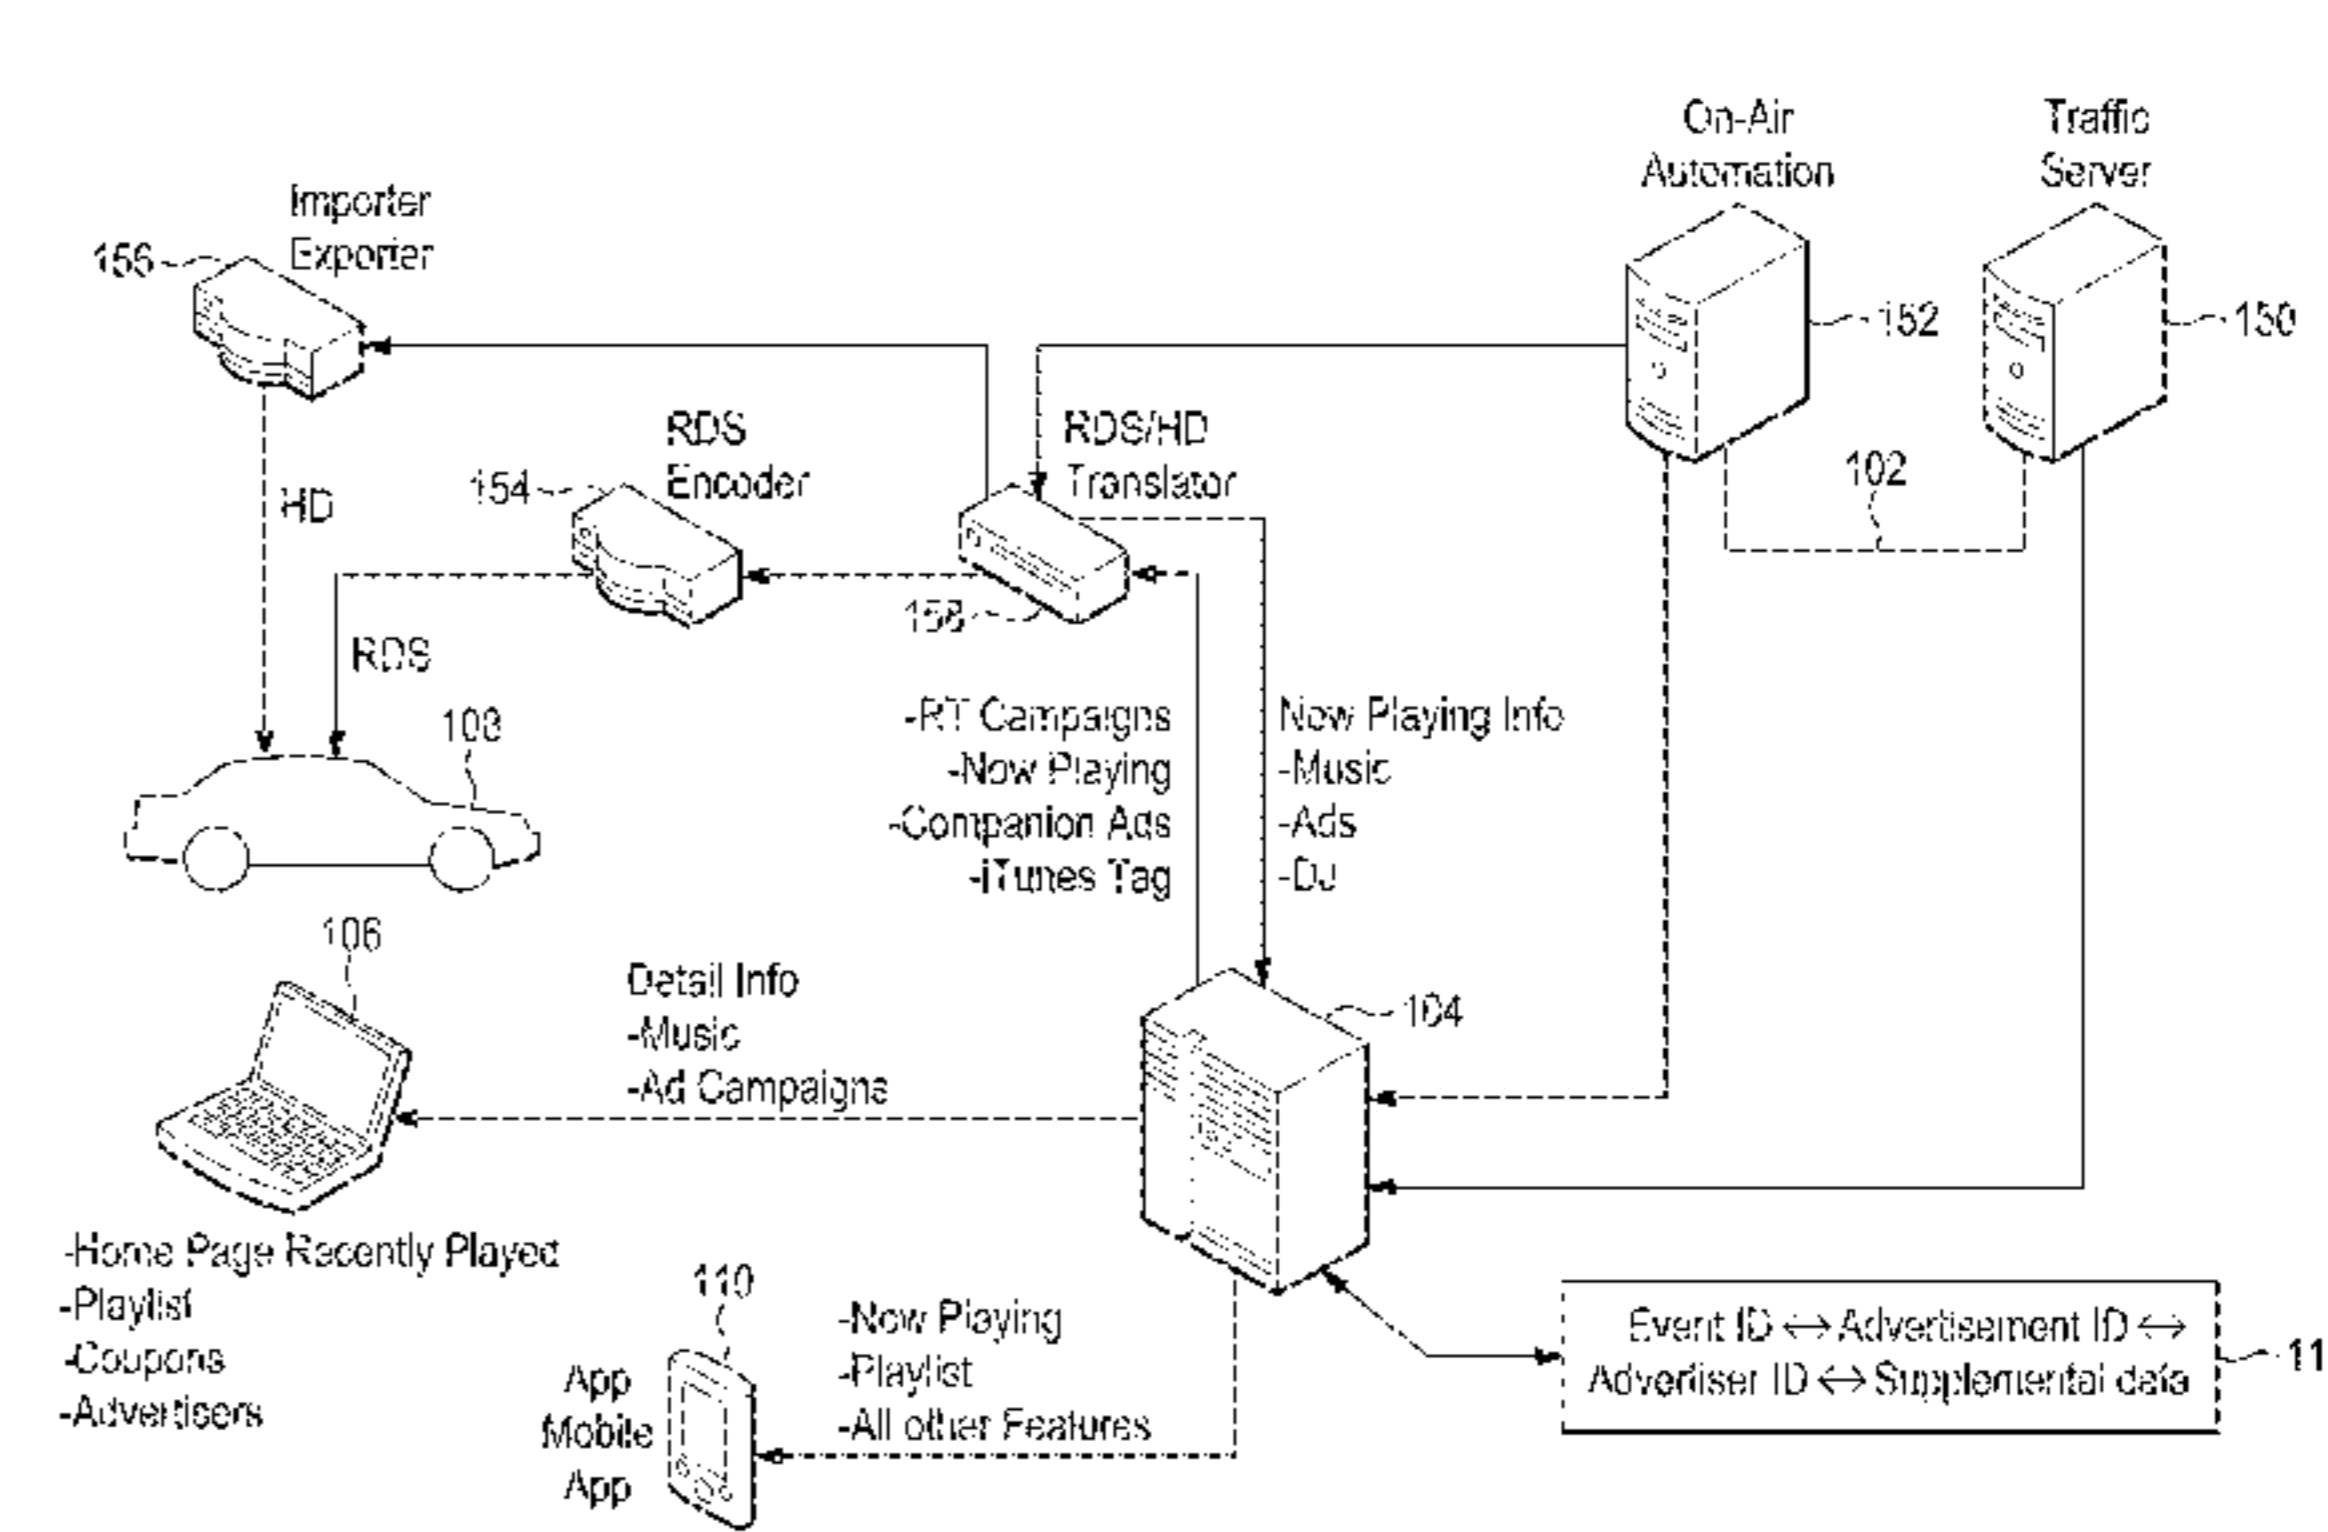 On-Air
Automation
Traffic
Server
Importer
Exporter
152
150
RDS
Encoder
154
RDS/HD
Translator
102
HD
RDS
108
-RT Campaigns
-Now Playing
-Companion Ads
-iTunes Tag
Now Playing Info
-Music
-Ads
-DJ
106
Detail Info
-Music
-Ad Campaigns
104
-Home Page Recently Played
-Playlist
-Coupons
-Advertisers
110
App
Mobile
App
-Now Playing
-Playlist
-All other Features
Event ID ↔ Advertisement ID ↔
Advertiser ID ↔ Supplemental data
11